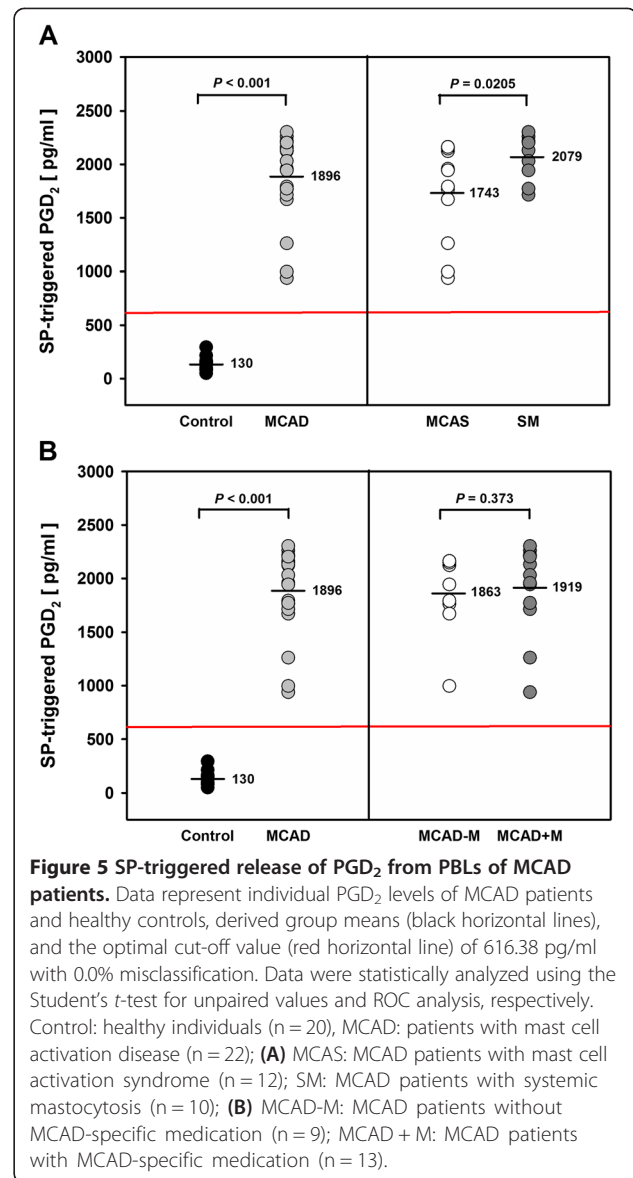 A
P < 0.001
P = 0.0205
3000
2500
2000
1500
1000
500
0
SP-triggered PGD₂ [ pg/ml ]
1896
130
1743
2079
Control
MCAD
MCAS
SM
B
P < 0.001
P = 0.373
3000
2500
2000
1500
1000
500
0
SP-triggered PGD₂ [ pg/ml ]
1896
130
1863
1919
Control
MCAD
MCAD-M
MCAD+M
Figure 5 SP-triggered release of PGD₂ from PBLs of MCAD
patients. Data represent individual PGD₂ levels of MCAD patients
and healthy controls, derived group means (black horizontal lines),
and the optimal cut-off value (red horizontal line) of 616.38 pg/ml
with 0.0% misclassification. Data were statistically analyzed using the
Student's t-test for unpaired values and ROC analysis, respectively.
Control: healthy individuals (n = 20), MCAD: patients with mast cell
activation disease (n = 22); (A) MCAS: MCAD patients with mast cell
activation syndrome (n = 12); SM: MCAD patients with systemic
mastocytosis (n = 10); (B) MCAD-M: MCAD patients without
MCAD-specific medication (n = 9); MCAD + M: MCAD patients
with MCAD-specific medication (n = 13).